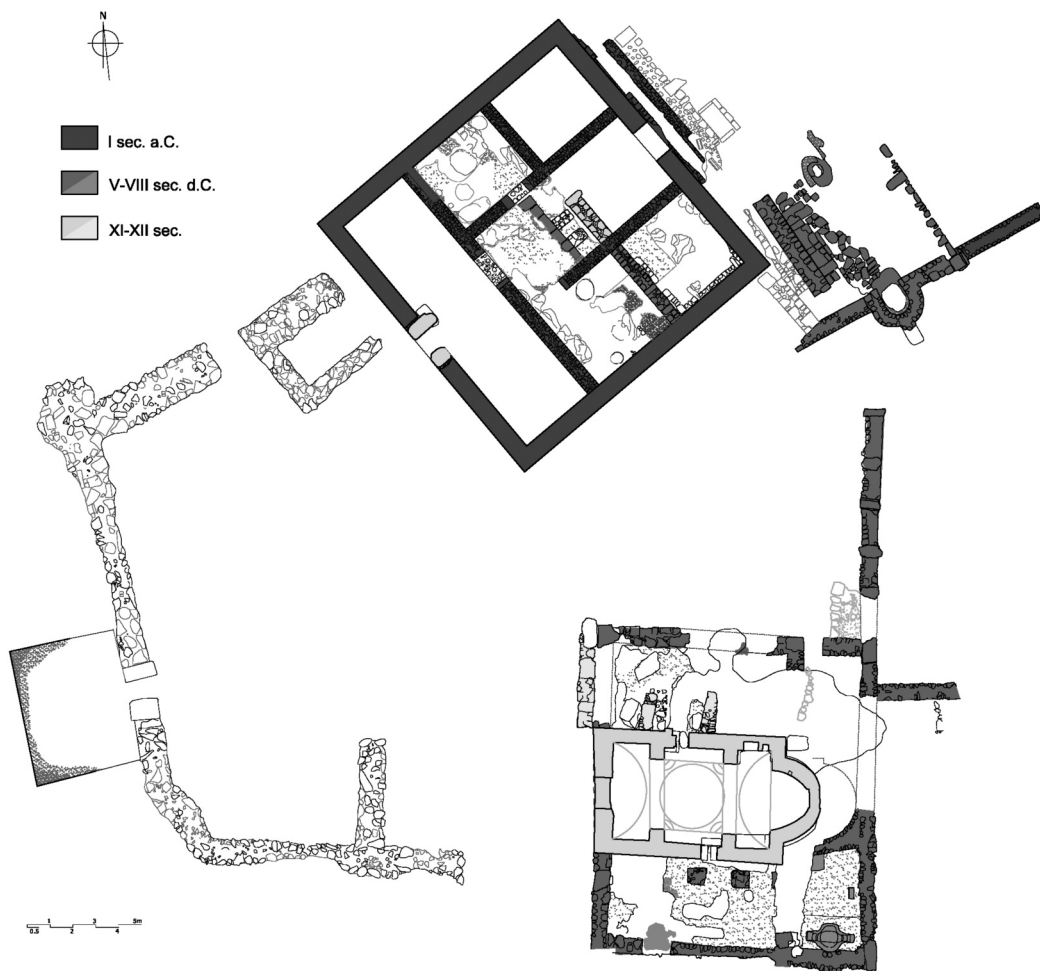 N
I sec. a.C.
V-VIII sec. d.C.
XI-XII sec.
1 3 5m
0.5 2 4